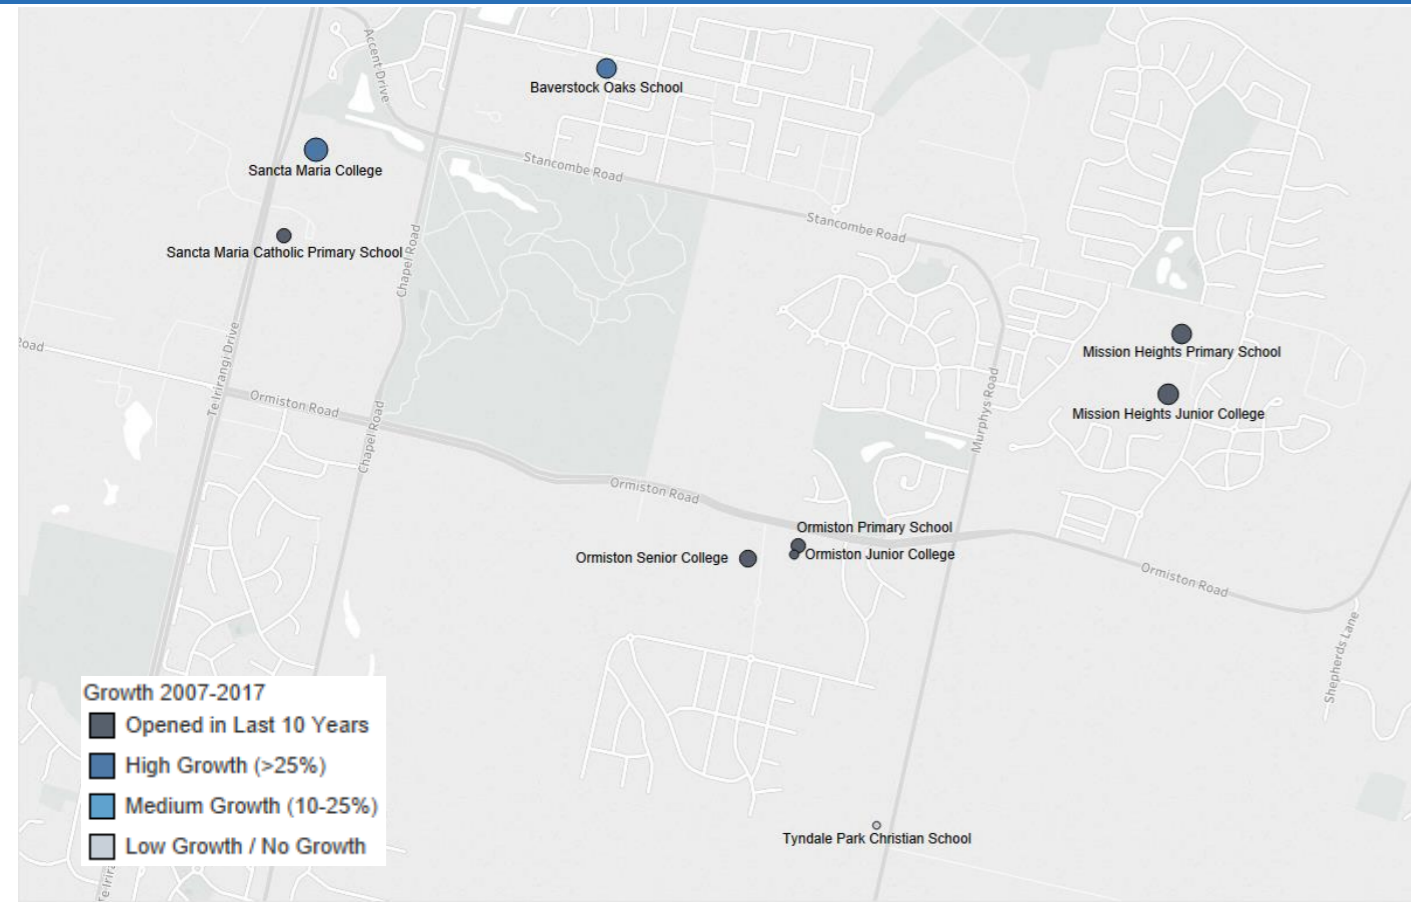 Accent Drive
Baverstock Oaks School
Sancta Maria College
Stancombe Road
Stancombe Road
Sancta Maria Catholic Primary School
Chapel Road
Mission Heights Primary School
Te Irirangi Drive
Road
Murphys Road
Mission Heights Junior College
Ormiston Road
Chapel Road
Ormiston Road
Ormiston Primary School
Ormiston Senior College
Ormiston Junior College
Ormiston Road
Shepherds Lane
Growth 2007-2017
Opened in Last 10 Years
High Growth (>25%)
Medium Growth (10-25%)
Low Growth / No Growth
Tyndale Park Christian School